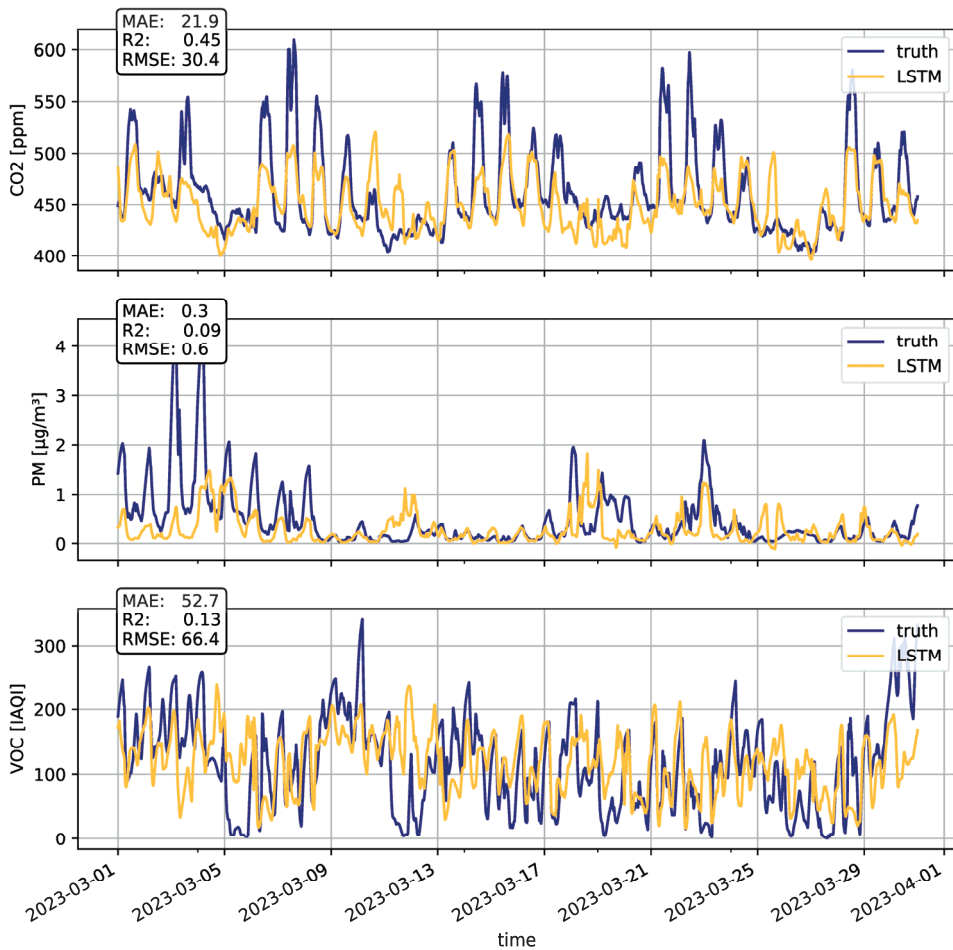 MAE: 21.9
R2: 0.45
RMSE: 30.4
truth
LSTM
600
550
500
450
400
CO2 [ppm]
MAE: 0.3
R2: 0.09
RMSE: 0.6
truth
LSTM
4
3
2
1
0
PM [µg/m³]
MAE: 52.7
R2: 0.13
RMSE: 66.4
truth
LSTM
300
200
100
0
VOC [IAQI]
2023-03-01
2023-03-05
2023-03-09
2023-03-13
2023-03-17
2023-03-21
2023-03-25
2023-03-29
2023-04-01
time